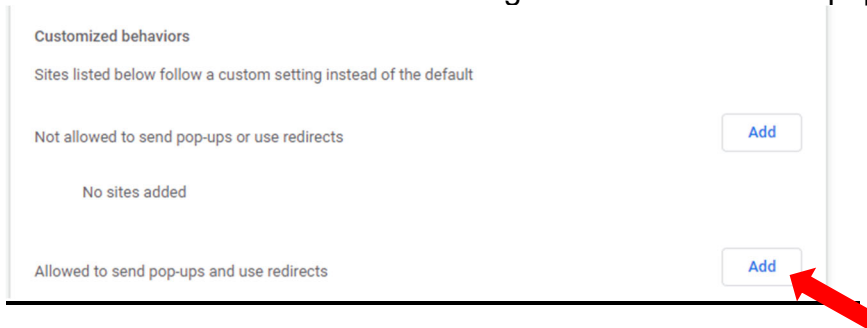 Customized behaviors
Sites listed below follow a custom setting instead of the default
Not allowed to send pop-ups or use redirects
Add
No sites added
Allowed to send pop-ups and use redirects
Add